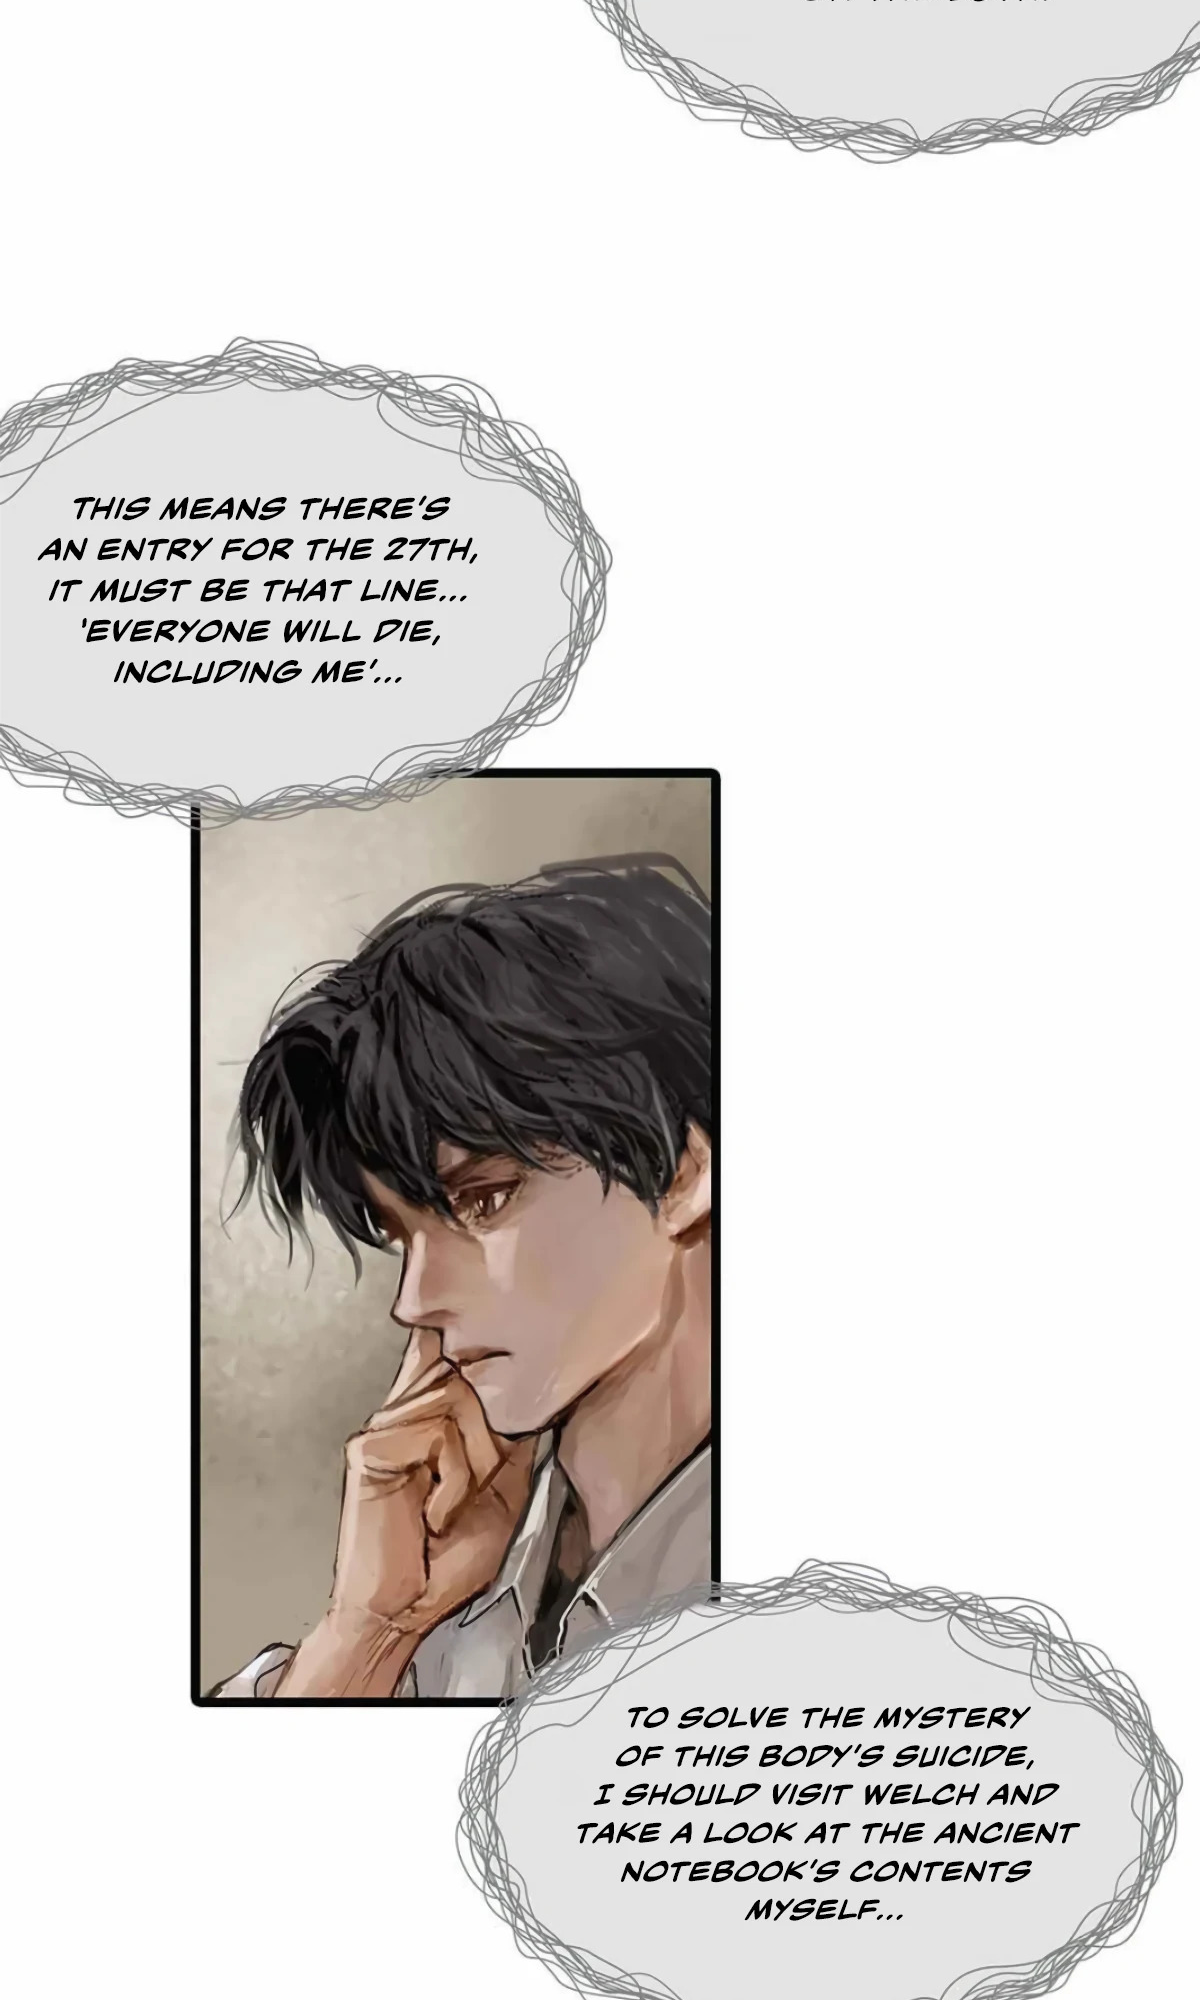 THIS MEANS THERE'S
AN ENTRY FOR THE 27TH,
IT MUST BE THAT LINE...
'EVERYONE WILL DIE,
INCLUDING ME'...
TO SOLVE THE MYSTERY
OF THIS BODY'S SUICIDE,
I SHOULD VISIT WELCH AND
TAKE A LOOK AT THE ANCIENT
NOTEBOOK'S CONTENTS
MYSELF...